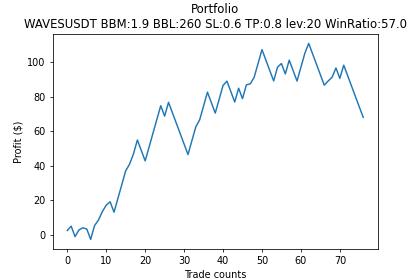 Portfolio
WAVESUSDT BBM:1.9 BBL:260 SL:0.6 TP:0.8 lev:20 WinRatio:57.0
100
80
60
40
20
0
Profit ($)
0 10 20 30 40 50 60 70
Trade counts